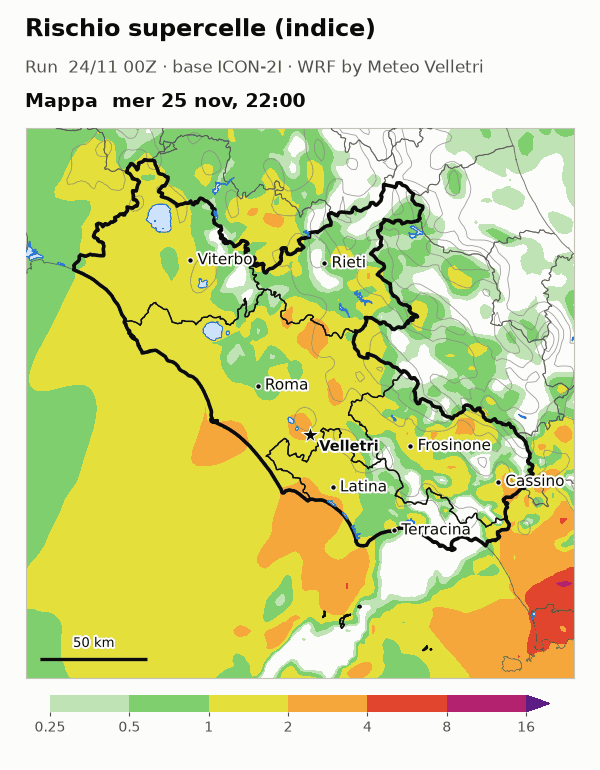 Rischio supercelle (indice)
Run  24/11 00Z · base ICON-2I · WRF by Meteo Velletri
Mappa  mer 25 nov, 22:00
Viterbo
Rieti
Roma
Velletri
Frosinone
Cassino
Latina
Terracina
50 km
0.25 0.5 1 2 4 8 16